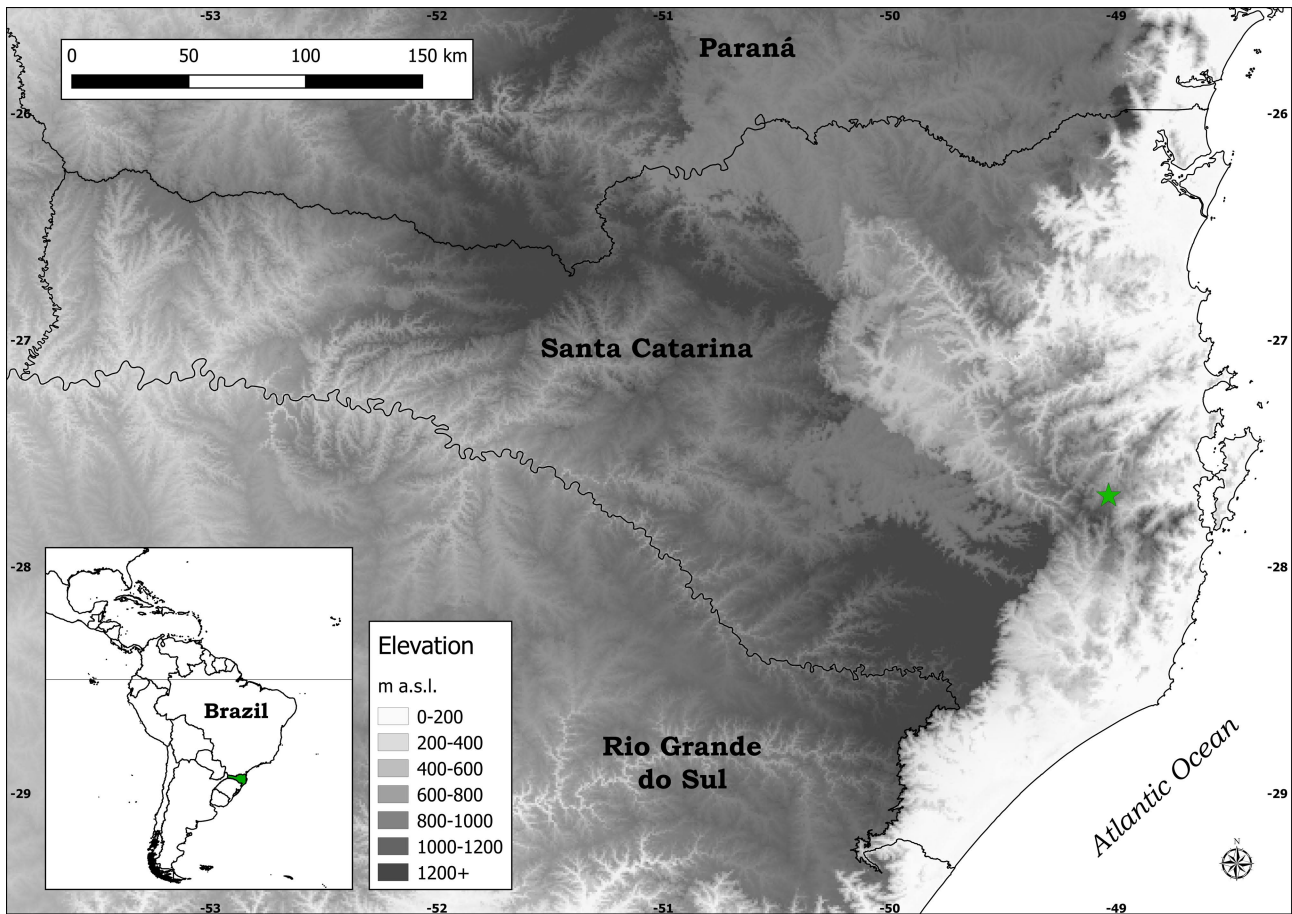 -53 -52 -51 -50 -49
0 50 100 150 km
Paraná
-26 -26
Santa Catarina
-27 -27
-28 -28
Brazil
Elevation
m a.s.l.
0-200
200-400
400-600
600-800
800-1000
1000-1200
1200+
Rio Grande
do Sul
-29 -29
Atlantic Ocean
N
-53 -52 -51 -50 -49